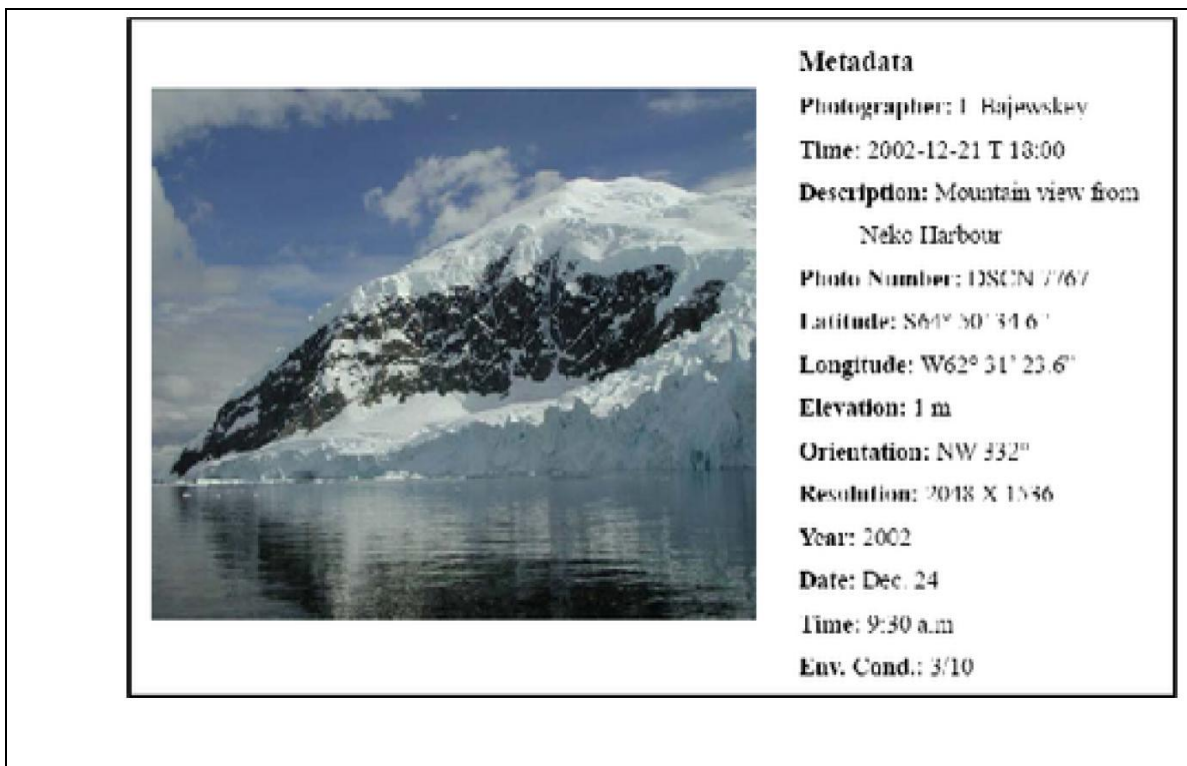 Metadata
Photographer: Bajewskey
Time: 2002-12-21 T 18:00
Description: Mountain view from
Neko Harbour
Photo Number: DSCN 7767
Latitude: S64° 50' 34.6"
Longitude: W62° 31' 23.6"
Elevation: 1 m
Orientation: NW 332°
Resolution: 2048 X 1536
Year: 2002
Date: Dec. 24
Time: 9:30 a.m
Env. Cond.: 3/10